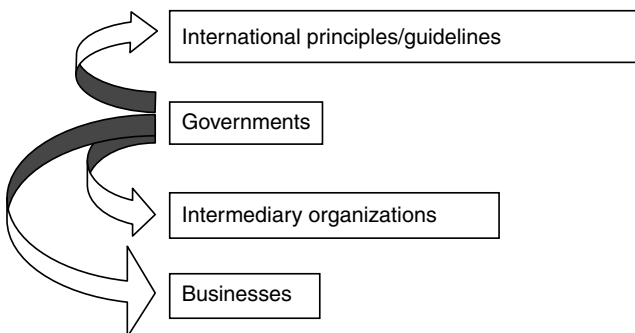 International principles/guidelines
Governments
Intermediary organizations
Businesses